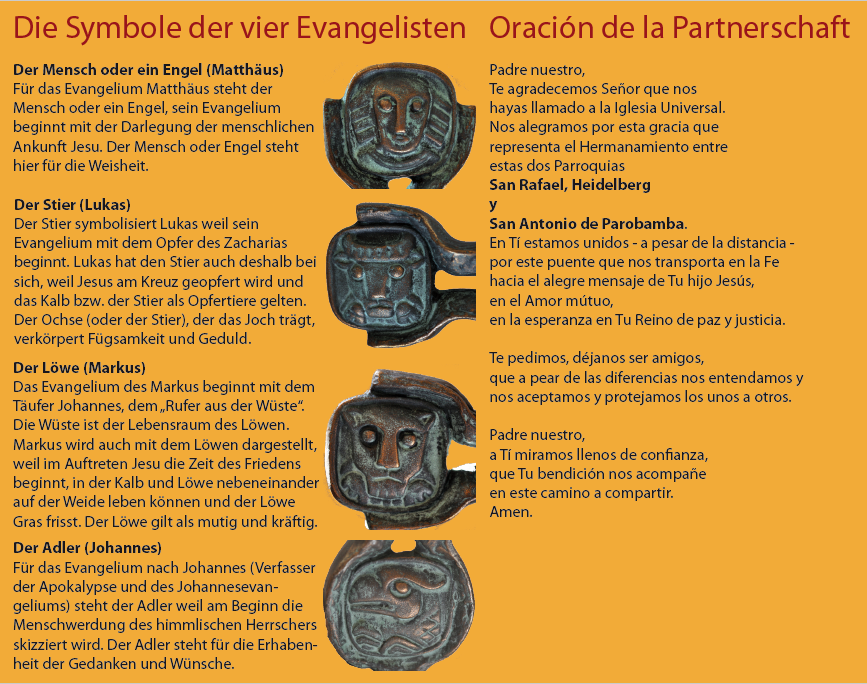 Die Symbole der vier Evangelisten
Der Mensch oder ein Engel (Matthäus)
Für das Evangelium Matthäus steht der
Mensch oder ein Engel, sein Evangelium
beginnt mit der Darlegung der menschlichen
Ankunft Jesu. Der Mensch oder Engel steht
hier für die Weisheit.
Der Stier (Lukas)
Der Stier symbolisiert Lukas weil sein
Evangelium mit dem Opfer des Zacharias
beginnt. Lukas hat den Stier auch deshalb bei
sich, weil Jesus am Kreuz geopfert wird und
das Kalb bzw. der Stier als Opfertiere gelten.
Der Ochse (oder der Stier), der das Joch trägt,
verkörpert Fügsamkeit und Geduld.
Der Löwe (Markus)
Das Evangelium des Markus beginnt mit dem
Täufer Johannes, dem „Rufer aus der Wüste“.
Die Wüste ist der Lebensraum des Löwen.
Markus wird auch mit dem Löwen dargestellt,
weil im Auftreten Jesu die Zeit des Friedens
beginnt, in der Kalb und Löwe nebeneinander
auf der Weide leben können und der Löwe
Gras frisst. Der Löwe gilt als mutig und kräftig.
Der Adler (Johannes)
Für das Evangelium nach Johannes (Verfasser
der Apokalypse und des Johannesevan-
geliums) steht der Adler weil am Beginn die
Menschwerdung des himmlischen Herrschers
skizziert wird. Der Adler steht für die Erhaben-
heit der Gedanken und Wünsche.
Oración de la Partnerschaft
Padre nuestro,
Te agradecemos Señor que nos
hayas llamado a la Iglesia Universal.
Nos alegramos por esta gracia que
representa el Hermanamiento entre
estas dos Parroquias
San Rafael, Heidelberg
y
San Antonio de Parobamba.
En Tí estamos unidos - a pesar de la distancia -
por este puente que nos transporta en la Fe
hacia el alegre mensaje de Tu hijo Jesús,
en el Amor mútuo,
en la esperanza en Tu Reino de paz y justicia.
Te pedimos, déjanos ser amigos,
que a pear de las diferencias nos entendamos y
nos aceptamos y protejamos los unos a otros.
Padre nuestro,
a Tí miramos llenos de confianza,
que Tu bendición nos acompañe
en este camino a compartir.
Amen.